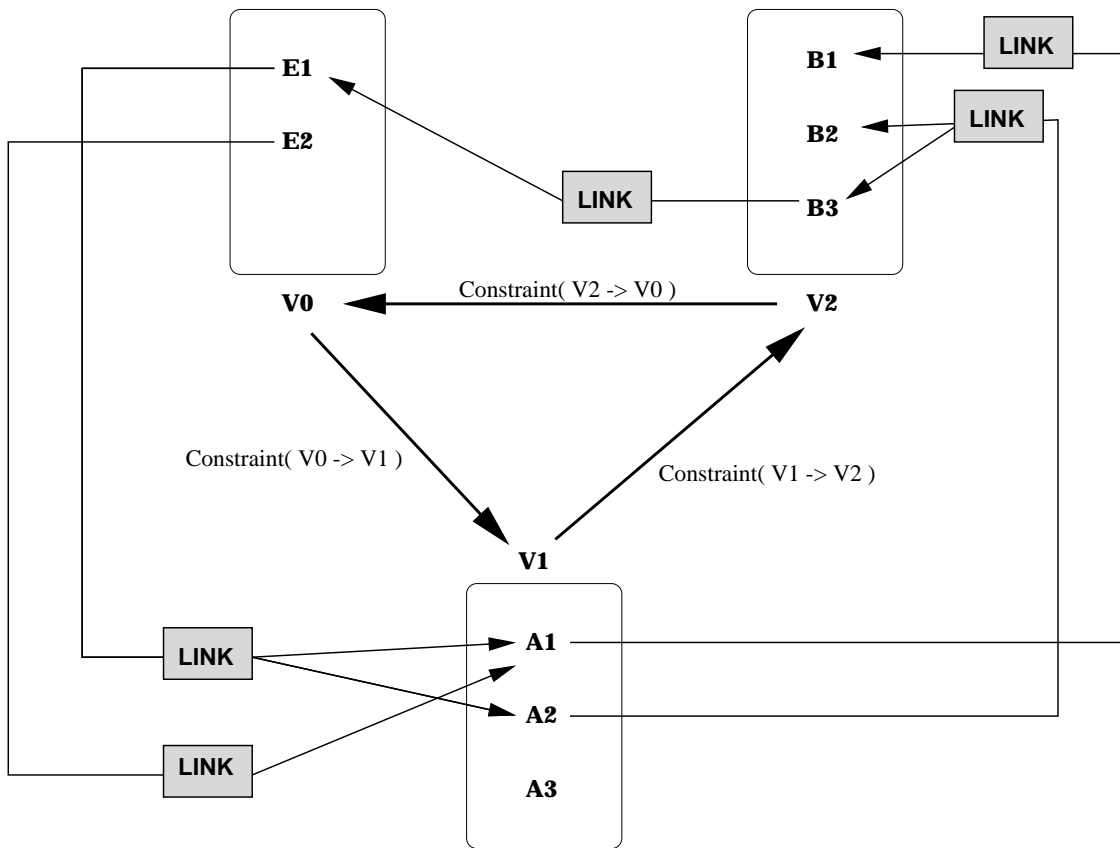 E1
E2
V0
LINK
B1
B2
B3
V2
LINK
LINK
Constraint( V2 -> V0 )
Constraint( V0 -> V1 )
Constraint( V1 -> V2 )
V1
A1
A2
A3
LINK
LINK